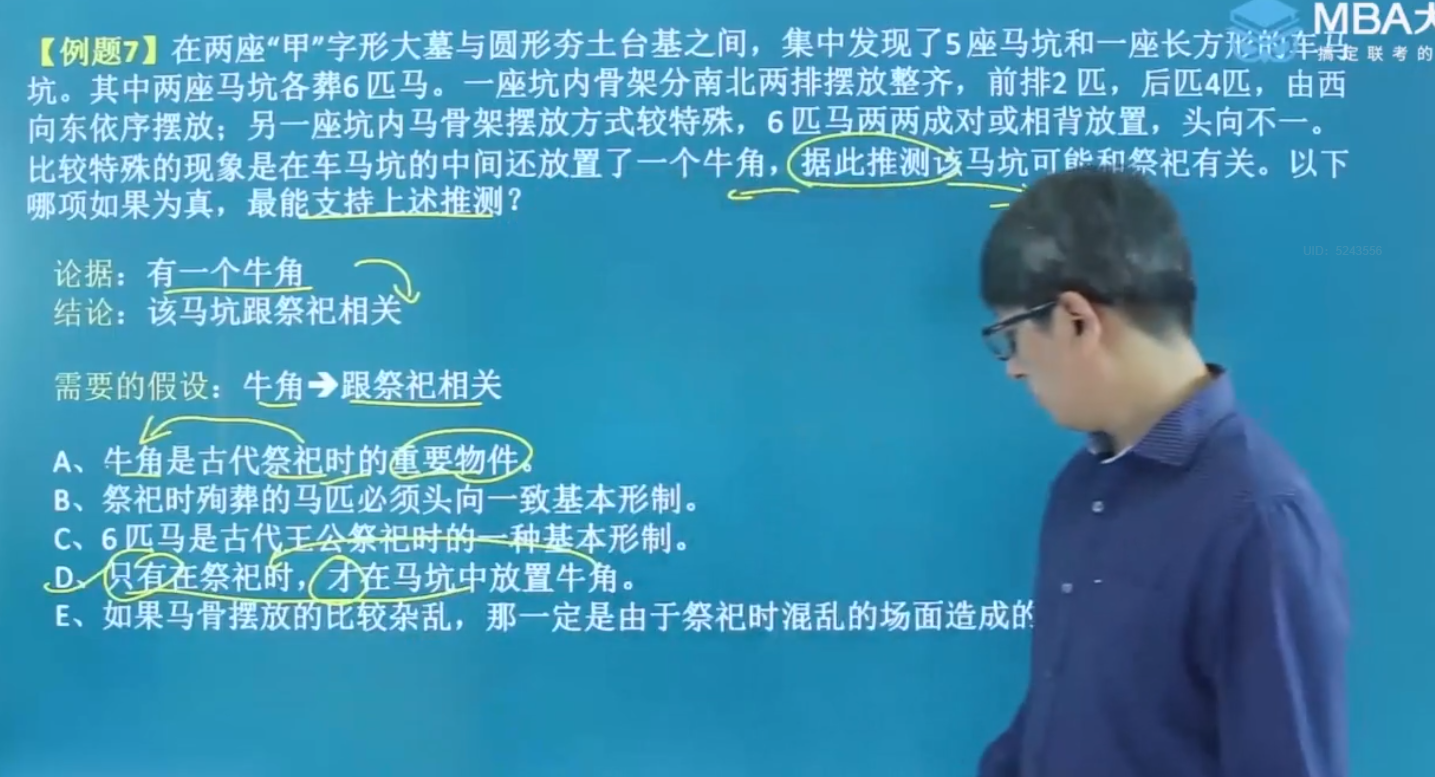 MBA大
【例题7】在两座“甲”字形大墓与圆形夯土台基之间，集中发现了5座马坑和一座长方形的车马
搞定联考的
坑。其中两座马坑各葬6匹马。一座坑内骨架分南北两排摆放整齐，前排2 匹，后匹4匹，由西
向东依序摆放；另一座坑内马骨架摆放方式较特殊，6匹马两两成对或相背放置，头向不一。
比较特殊的现象是在车马坑的中间还放置了一个牛角，据此推测该马坑可能和祭祀有关。以下
哪项如果为真，最能支持上述推测？
UID：5243556
论据：有一个牛角
结论：该马坑跟祭祀相关
需要的假设：牛角➔跟祭祀相关
A、牛角是古代祭祀时的重要物件。
B、祭祀时殉葬的马匹必须头向一致基本形制。
C、6匹马是古代王公祭祀时的一种基本形制。
D、只有在祭祀时，才在马坑中放置牛角。
E、如果马骨摆放的比较杂乱，那一定是由于祭祀时混乱的场面造成的